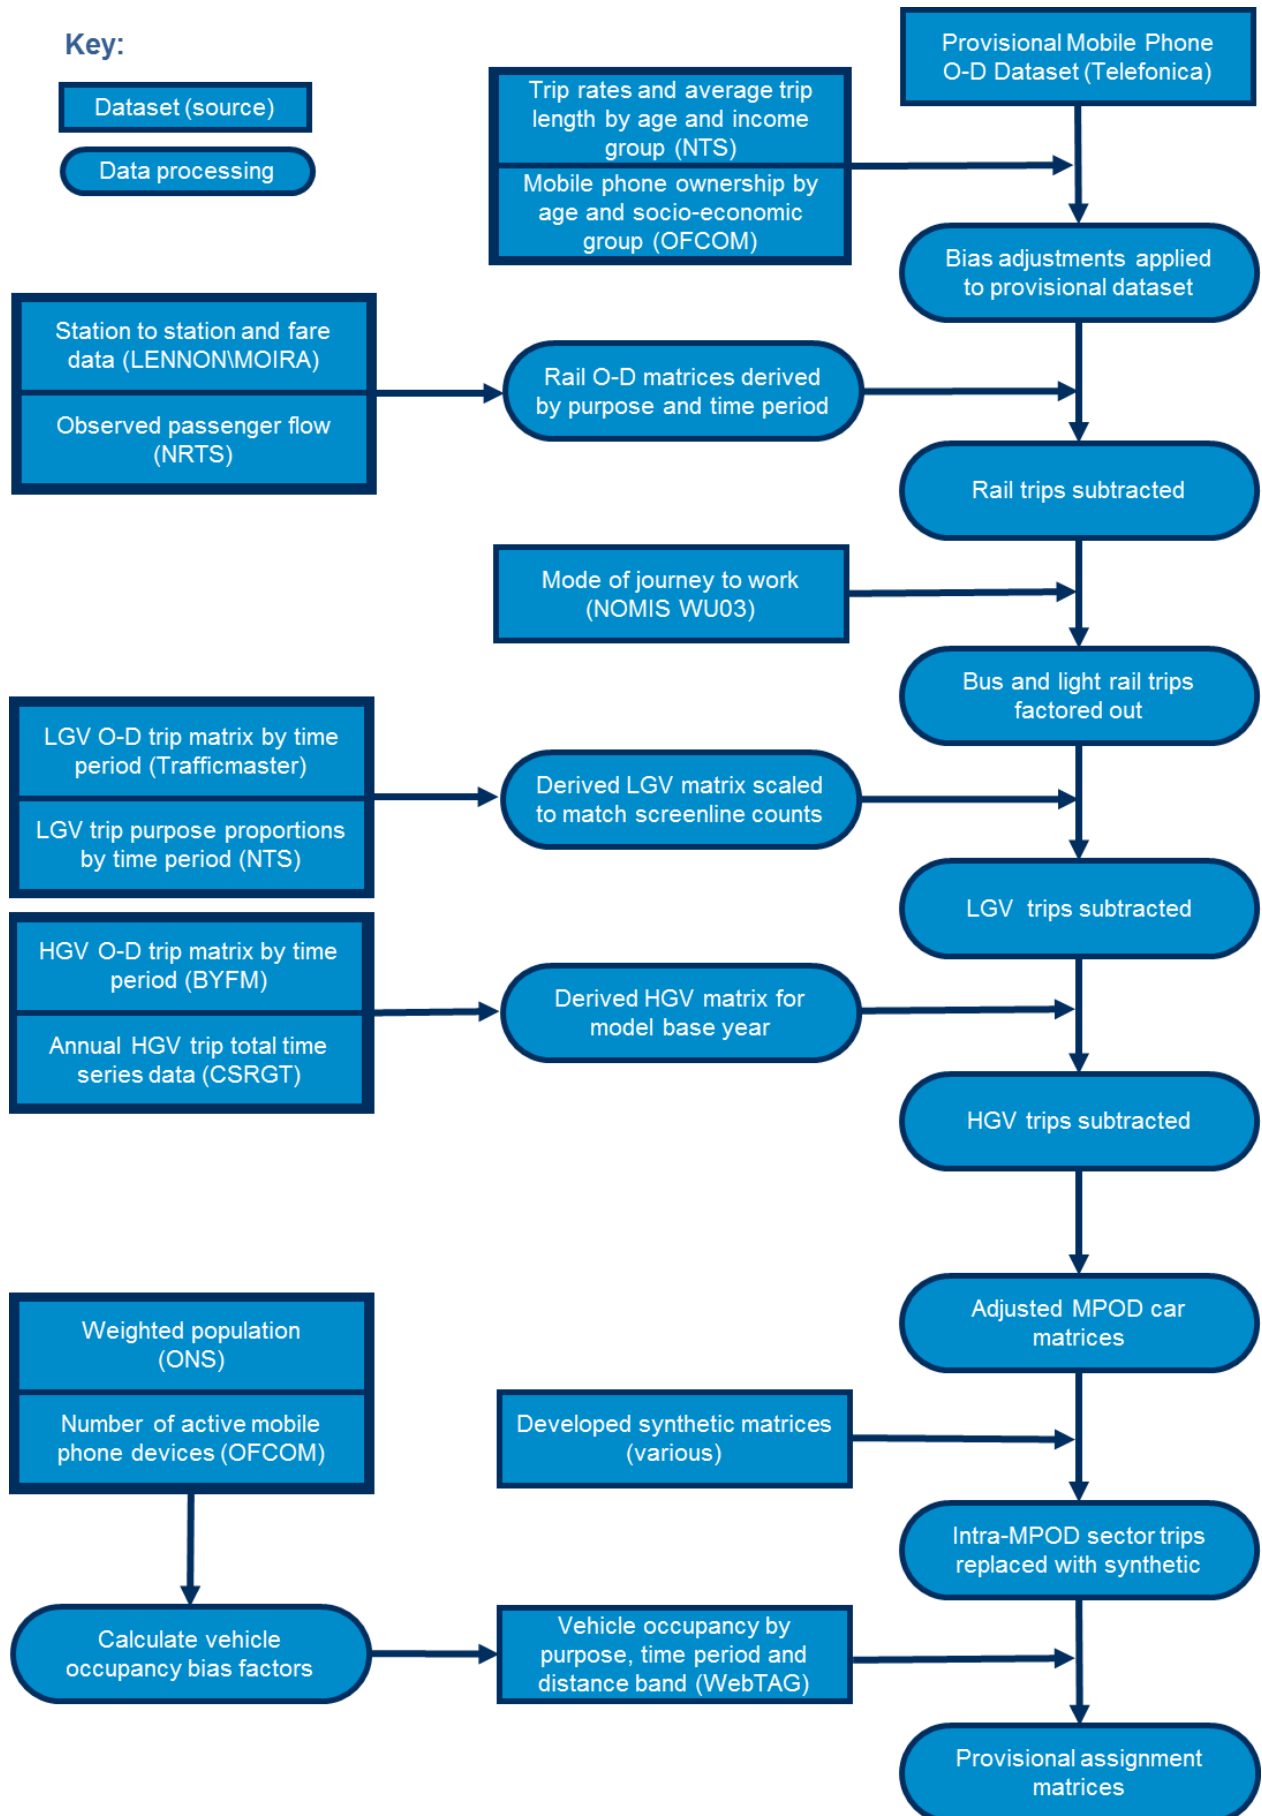 Key:
Dataset (source)
Data processing
Provisional Mobile Phone
O-D Dataset (Telefonica)
Trip rates and average trip
length by age and income
group (NTS)
Mobile phone ownership by
age and socio-economic
group (OFCOM)
Bias adjustments applied
to provisional dataset
Station to station and fare
data (LENNON\MOIRA)
Observed passenger flow
(NRTS)
Rail O-D matrices derived
by purpose and time period
Rail trips subtracted
Mode of journey to work
(NOMIS WU03)
Bus and light rail trips
factored out
LGV O-D trip matrix by time
period (Trafficmaster)
LGV trip purpose proportions
by time period (NTS)
Derived LGV matrix scaled
to match screenline counts
LGV trips subtracted
HGV O-D trip matrix by time
period (BYFM)
Annual HGV trip total time
series data (CSRGT)
Derived HGV matrix for
model base year
HGV trips subtracted
Adjusted MPOD car
matrices
Weighted population
(ONS)
Number of active mobile
phone devices (OFCOM)
Developed synthetic matrices
(various)
Intra-MPOD sector trips
replaced with synthetic
Calculate vehicle
occupancy bias factors
Vehicle occupancy by
purpose, time period and
distance band (WebTAG)
Provisional assignment
matrices